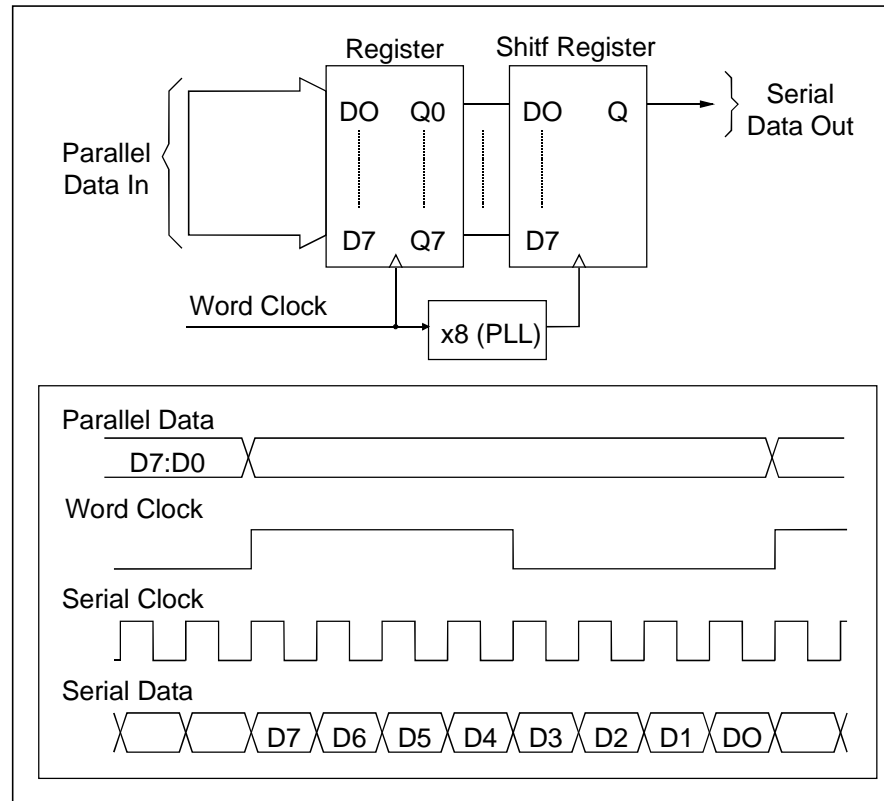 Register
Shitf Register
DO Q0
DO Q
Serial
Data Out
Parallel
Data In
D7 Q7
D7
Word Clock
x8 (PLL)
Parallel Data
D7:D0
Word Clock
Serial Clock
Serial Data
D7 D6 D5 D4 D3 D2 D1 DO